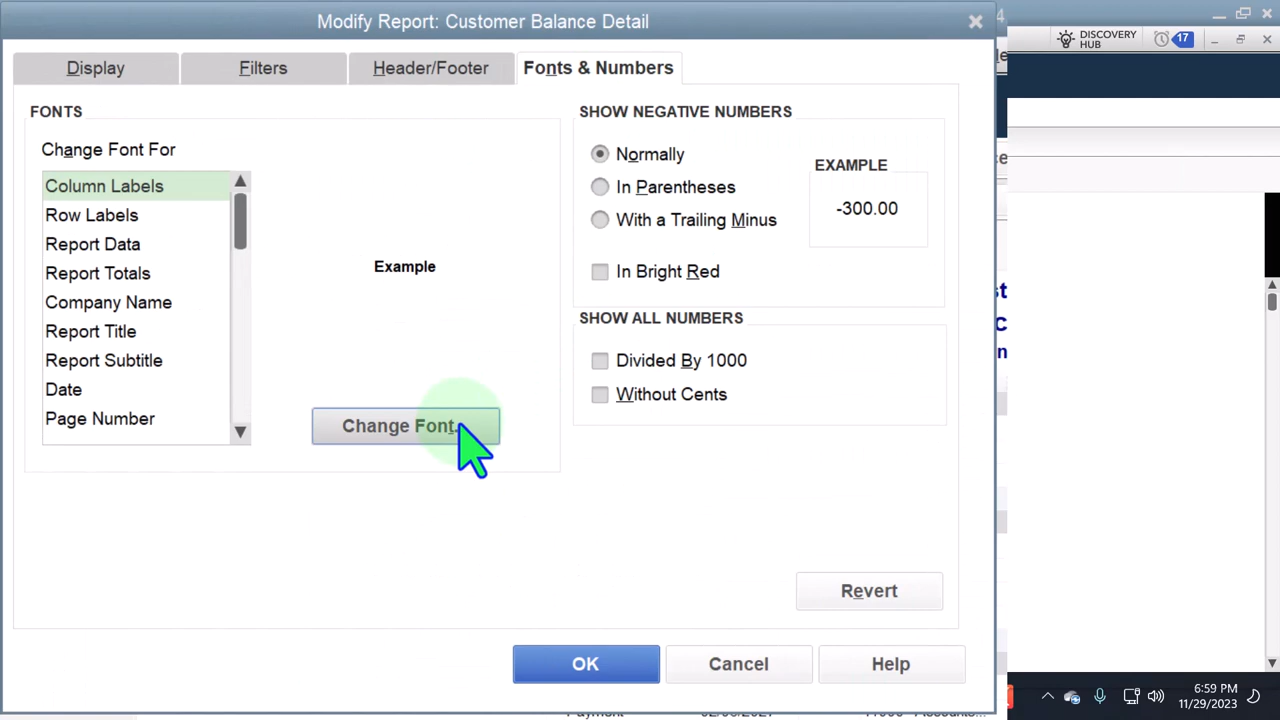 Modify Report: Customer Balance Detail
4
DISCOVERY
HUB
17
Display
Filters
Header/Footer
Fonts & Numbers
FONTS
Change Font For
Column Labels
Row Labels
Report Data
Report Totals
Company Name
Report Title
Report Subtitle
Date
Page Number
Example
Change Font.
SHOW NEGATIVE NUMBERS
Normally
In Parentheses
With a Trailing Minus
In Bright Red
EXAMPLE
-300.00
SHOW ALL NUMBERS
Divided By 1000
Without Cents
Revert
OK
Cancel
Help
6:59 PM
11/29/2023